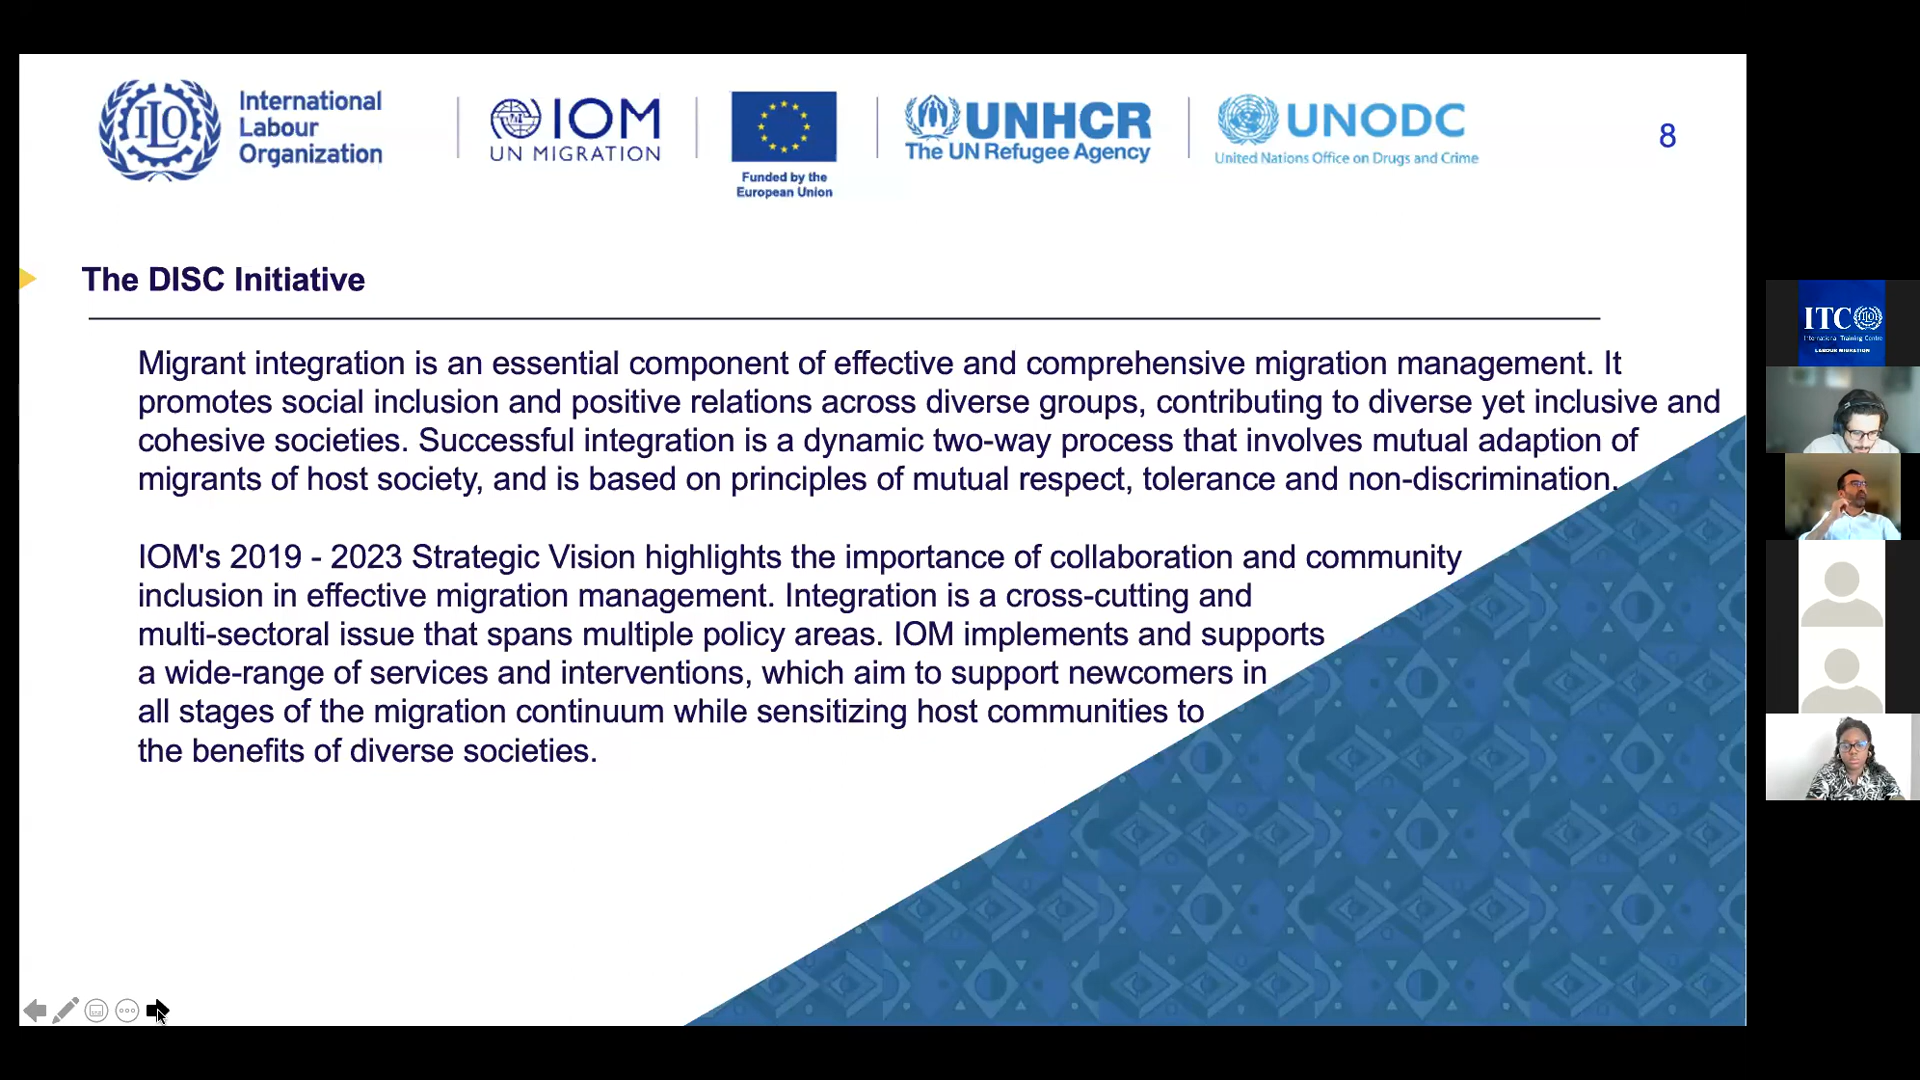 International
Labour
Organization
ILO
IOM
UN MIGRATION
Funded by the
European Union
UNHCR
The UN Refugee Agency
UNODC
United Nations Office on Drugs and Crime
8
The DISC Initiative
Migrant integration is an essential component of effective and comprehensive migration management. It
promotes social inclusion and positive relations across diverse groups, contributing to diverse yet inclusive and
cohesive societies. Successful integration is a dynamic two-way process that involves mutual adaption of
migrants of host society, and is based on principles of mutual respect, tolerance and non-discrimination.
IOM's 2019 - 2023 Strategic Vision highlights the importance of collaboration and community
inclusion in effective migration management. Integration is a cross-cutting and
multi-sectoral issue that spans multiple policy areas. IOM implements and supports
a wide-range of services and interventions, which aim to support newcomers in
all stages of the migration continuum while sensitizing host communities to
the benefits of diverse societies.
ITC
International Training Centre
LABOUR MIGRATION